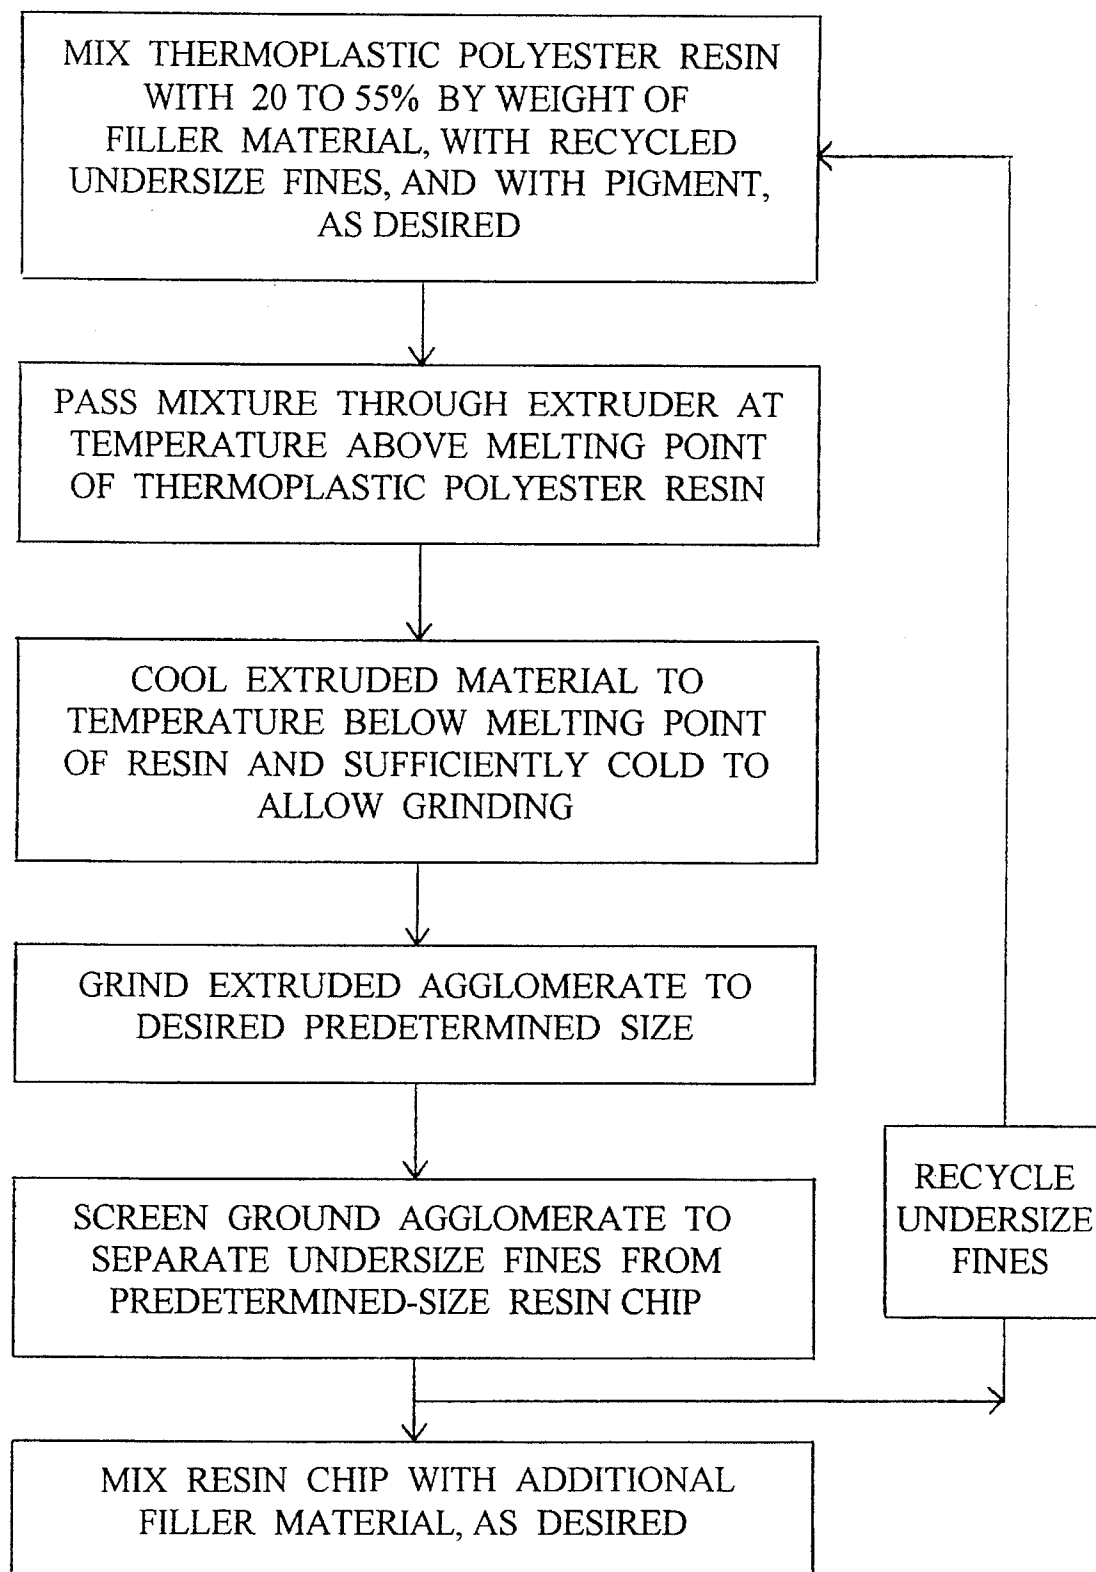 MIX THERMOPLASTIC POLYESTER RESIN
WITH 20 TO 55% BY WEIGHT OF
FILLER MATERIAL, WITH RECYCLED
UNDERSIZE FINES, AND WITH PIGMENT,
AS DESIRED
PASS MIXTURE THROUGH EXTRUDER AT
TEMPERATURE ABOVE MELTING POINT
OF THERMOPLASTIC POLYESTER RESIN
COOL EXTRUDED MATERIAL TO
TEMPERATURE BELOW MELTING POINT
OF RESIN AND SUFFICIENTLY COLD TO
ALLOW GRINDING
GRIND EXTRUDED AGGLOMERATE TO
DESIRED PREDETERMINED SIZE
SCREEN GROUND AGGLOMERATE TO
SEPARATE UNDERSIZE FINES FROM
PREDETERMINED-SIZE RESIN CHIP
RECYCLE
UNDERSIZE
FINES
MIX RESIN CHIP WITH ADDITIONAL
FILLER MATERIAL, AS DESIRED